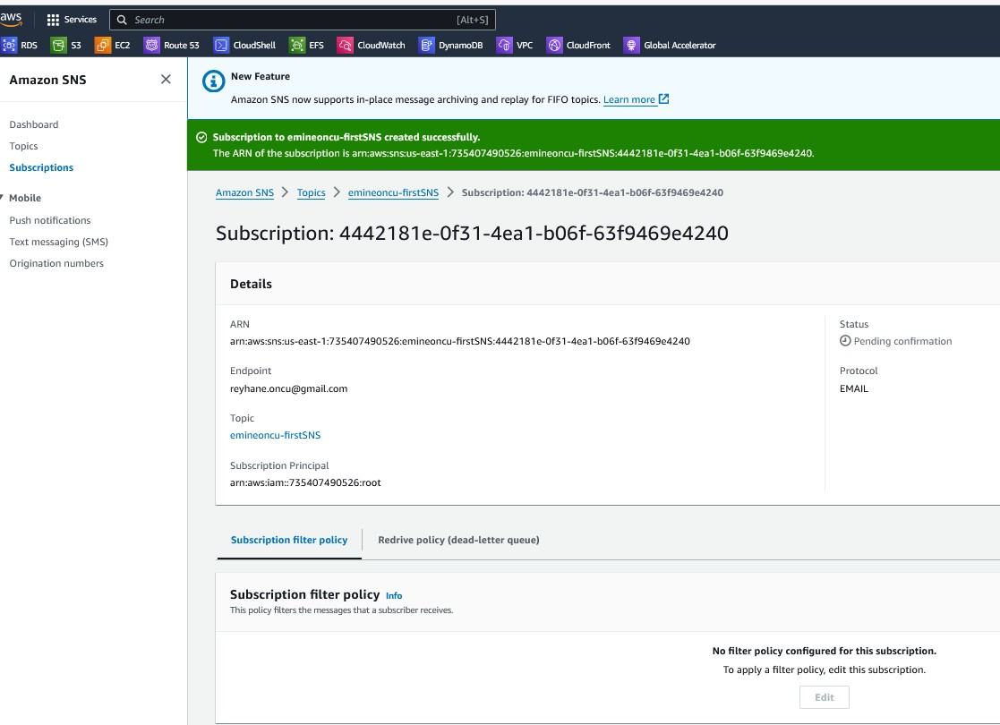 aws
Services
Search
[Alt+S]
RDS
S3
EC2
Route 53
CloudShell
EFS
CloudWatch
DynamoDB
VPC
CloudFront
Global Accelerator
Amazon SNS
Dashboard
Topics
Subscriptions
Mobile
Push notifications
Text messaging (SMS)
Origination numbers
New Feature
Amazon SNS now supports in-place message archiving and replay for FIFO topics. Learn more
Subscription to emineoncu-firstSNS created successfully.
The ARN of the subscription is arn:aws:sns:us-east-1:735407490526:emineoncu-firstSNS:4442181e-0f31-4ea1-b06f-63f9469e4240.
Amazon SNS > Topics > emineoncu-firstSNS > Subscription: 4442181e-0f31-4ea1-b06f-63f9469e4240
Subscription: 4442181e-0f31-4ea1-b06f-63f9469e4240
Details
ARN
arn:aws:sns:us-east-1:735407490526:emineoncu-firstSNS:4442181e-0f31-4ea1-b06f-63f9469e4240
Endpoint
reyhane.oncu@gmail.com
Topic
emineoncu-firstSNS
Subscription Principal
arn:aws:iam::735407490526:root
Status
Pending confirmation
Protocol
EMAIL
Subscription filter policy
Redrive policy (dead-letter queue)
Subscription filter policy Info
This policy filters the messages that a subscriber receives.
No filter policy configured for this subscription.
To apply a filter policy, edit this subscription.
Edit